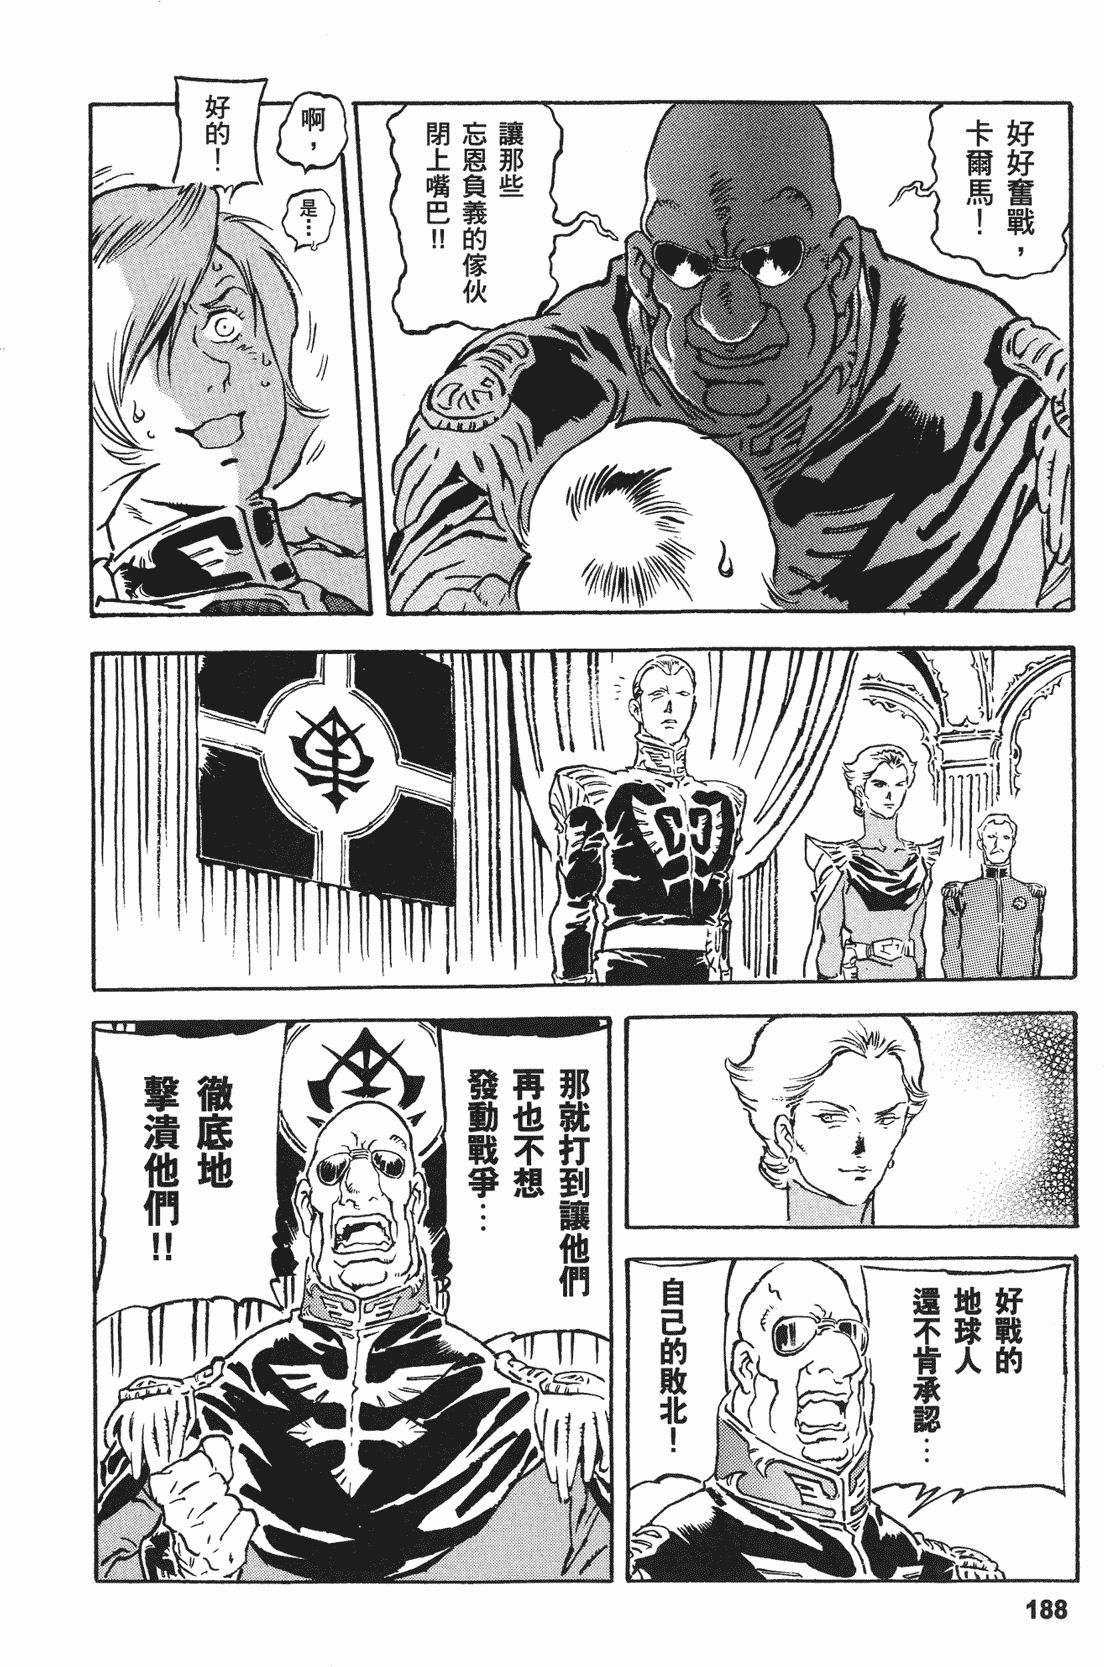 好好奮戰，
卡爾馬！
讓那些
忘恩負義的傢伙
閉上嘴巴!!
啊，
是…
好的！
好戰的
地球人
還不肯承認…
自己的敗北！
那就打到讓他們
再也不想
發動戰爭…
徹底地
擊潰他們!!
188